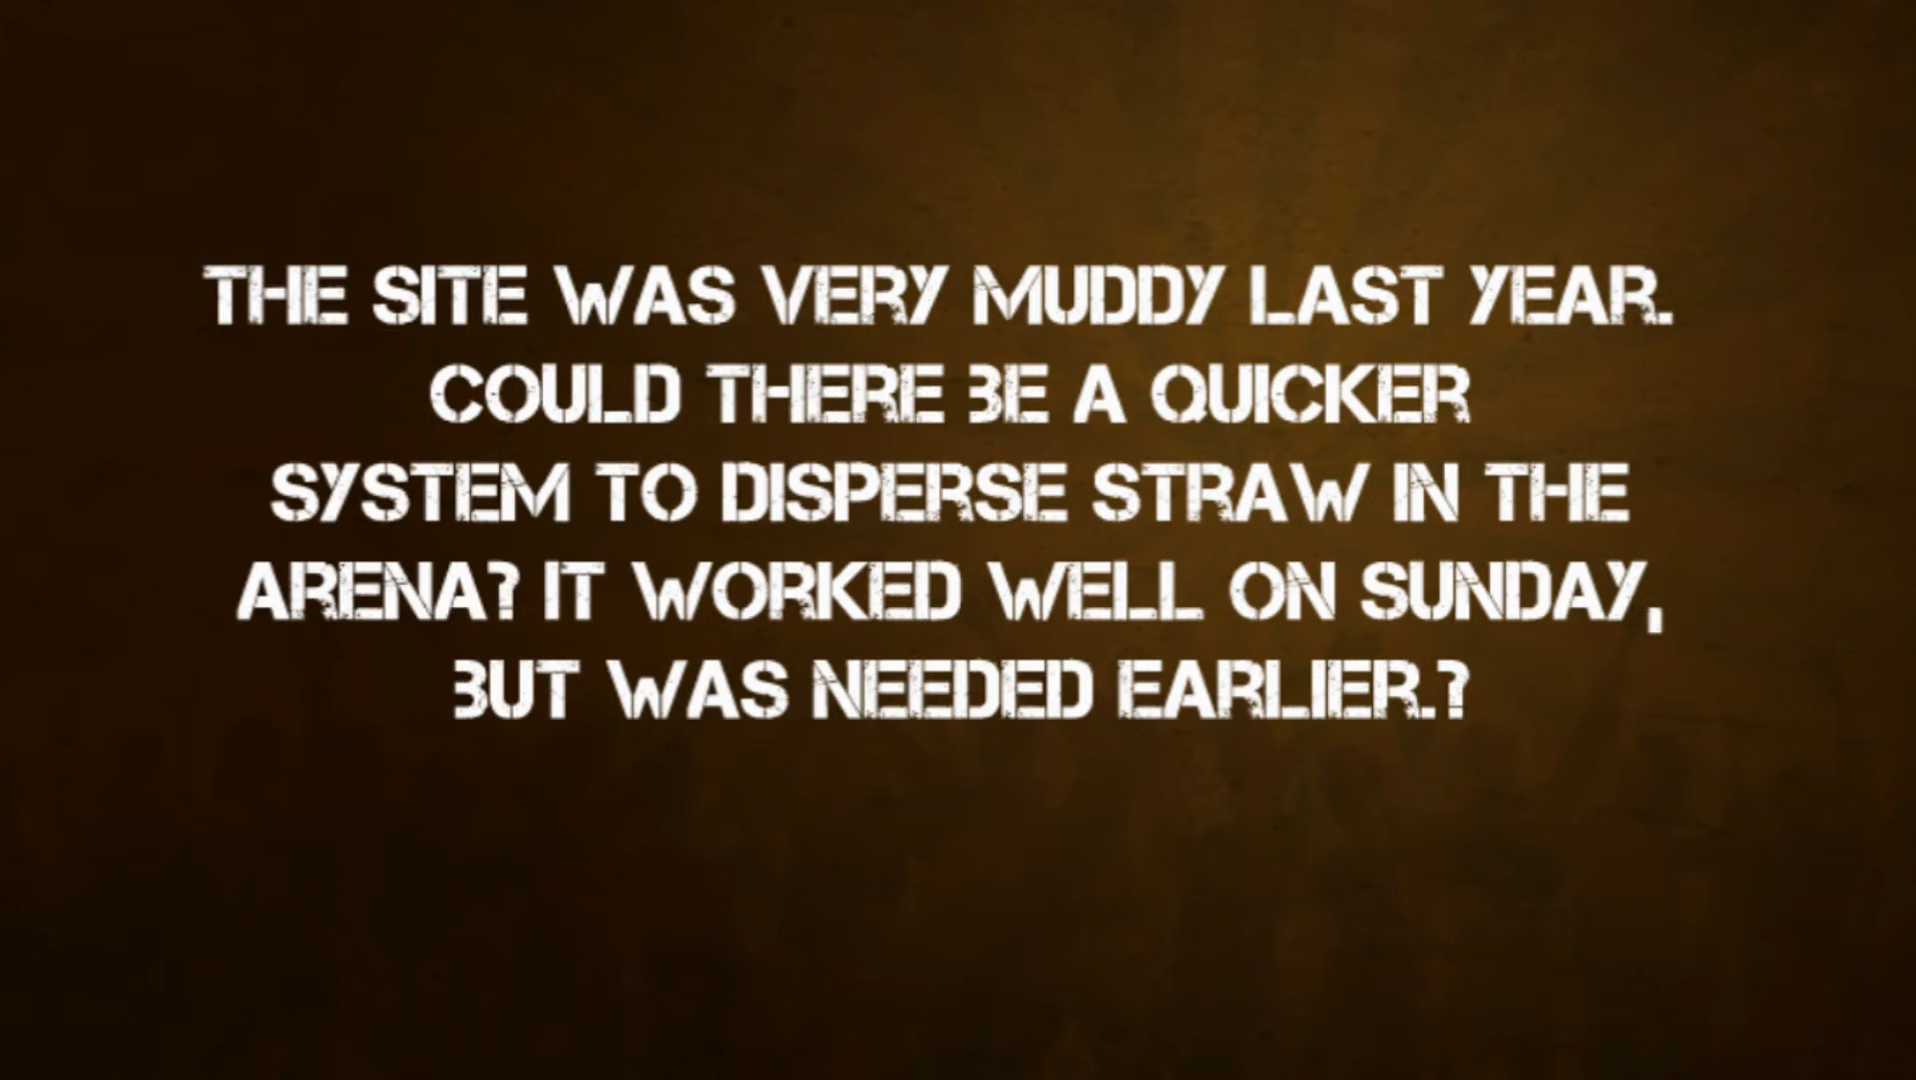 THE SITE WAS VERY MUDDY LAST YEAR.
COULD THERE BE A QUICKER
SYSTEM TO DISPERSE STRAW IN THE
ARENA? IT WORKED WELL ON SUNDAY,
BUT WAS NEEDED EARLIER.?